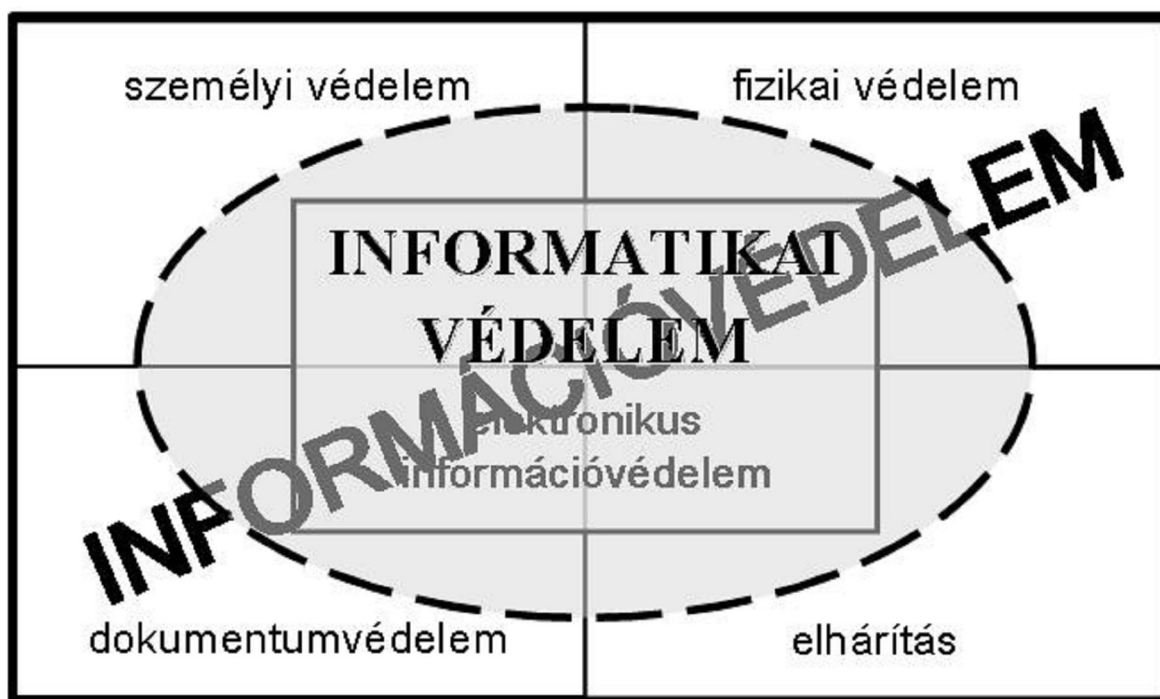 személyi védelem
fizikai védelem
INFORMATIKAI
VÉDELEM
INFORMÁCIÓVÉDELEM
elektronikus
információvédelem
dokumentumvédelem
elhárítás